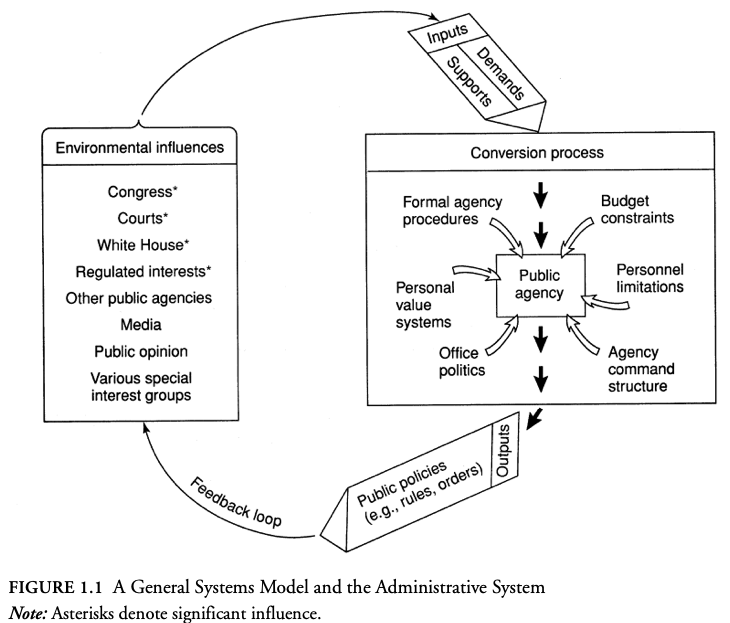 Inputs
Demands
Supports
Environmental influences
Congress*
Courts*
White House*
Regulated interests*
Other public agencies
Media
Public opinion
Various special
interest groups
Conversion process
Formal agency
procedures
Budget
constraints
Personal
value
systems
Public
agency
Personnel
limitations
Office
politics
Agency
command
structure
Outputs
Public policies
(e.g., rules, orders)
Feedback loop
FIGURE 1.1 A General Systems Model and the Administrative System
Note: Asterisks denote significant influence.